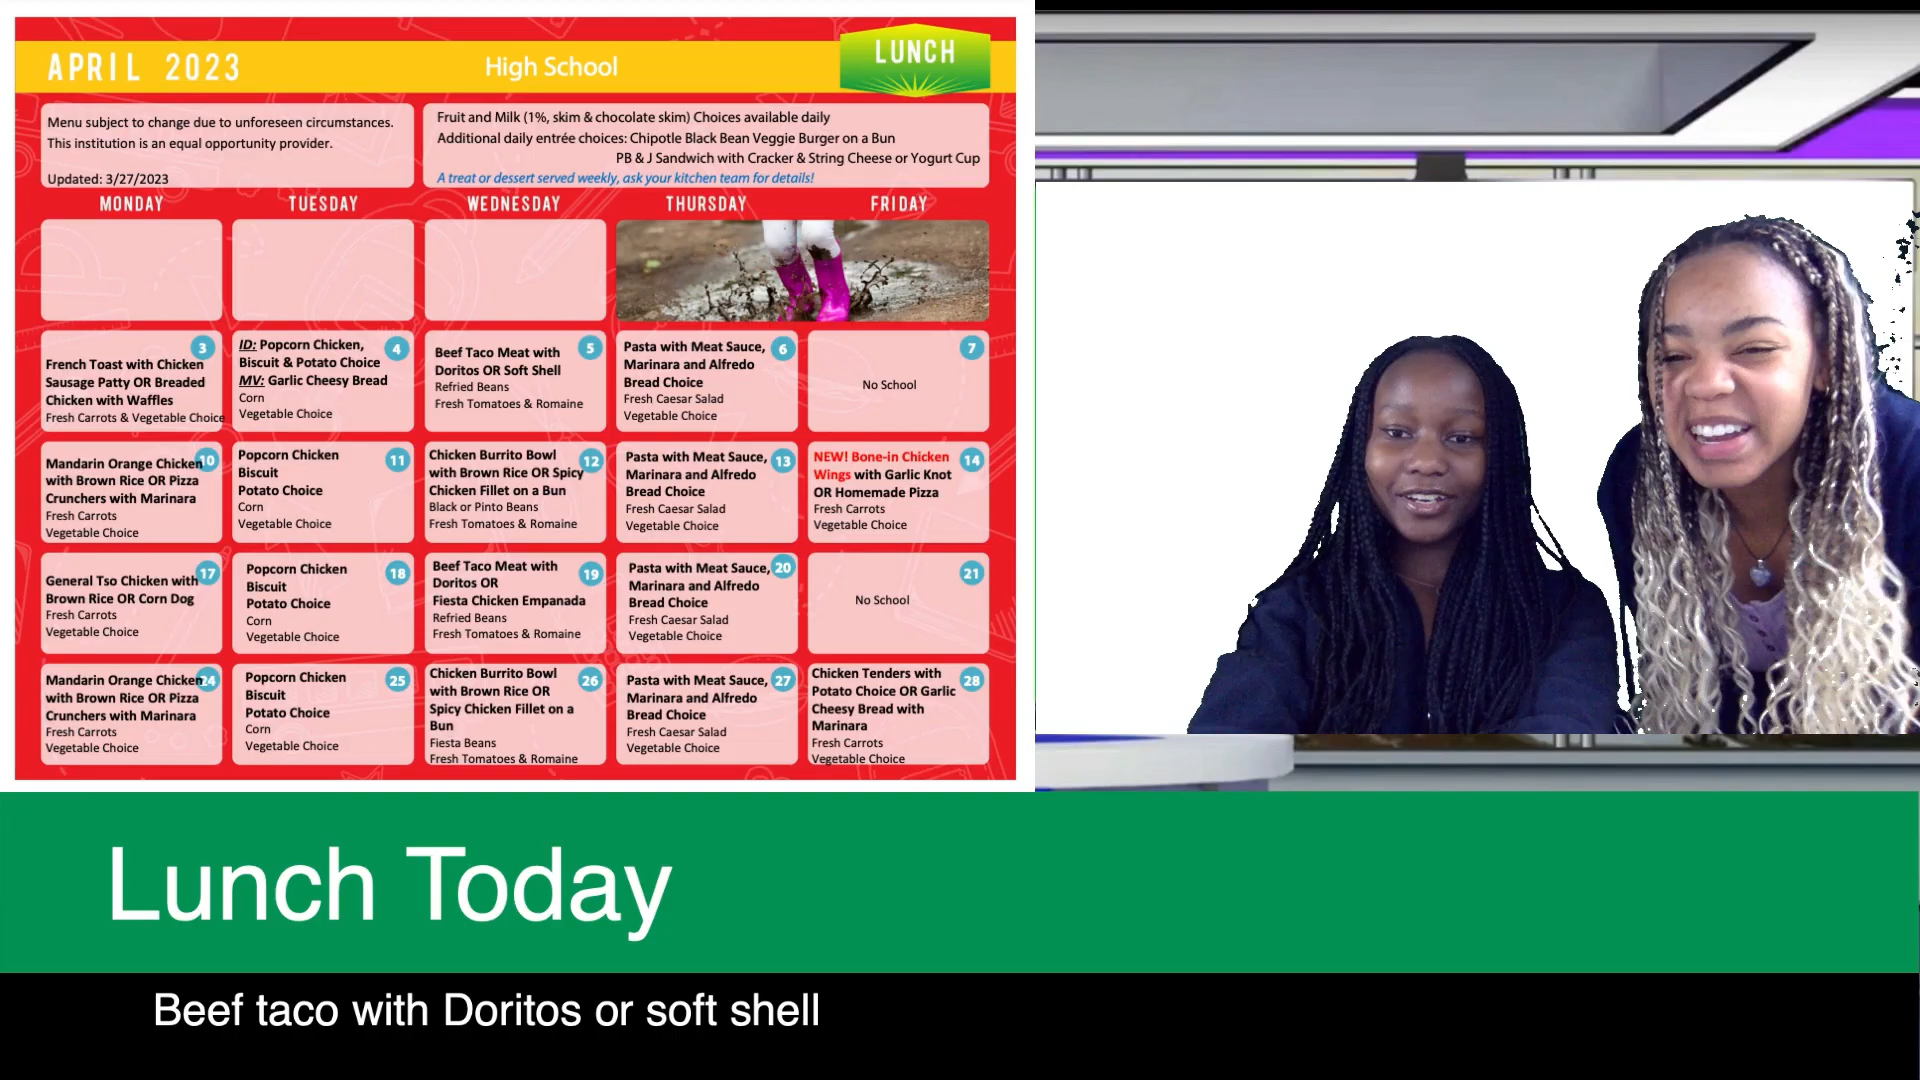 APRIL 2023
High School
LUNCH
Menu subject to change due to unforeseen circumstances.
This institution is an equal opportunity provider.
Updated: 3/27/2023
Fruit and Milk (1%, skim & chocolate skim) Choices available daily
Additional daily entrée choices: Chipotle Black Bean Veggie Burger on a Bun
PB & J Sandwich with Cracker & String Cheese or Yogurt Cup
A treat or dessert served weekly, ask your kitchen team for details!
MONDAY
TUESDAY
WEDNESDAY
THURSDAY
FRIDAY
3
French Toast with Chicken
Sausage Patty OR Breaded
Chicken with Waffles
Fresh Carrots & Vegetable Choice
4
ID: Popcorn Chicken,
Biscuit & Potato Choice
MV: Garlic Cheesy Bread
Corn
Vegetable Choice
5
Beef Taco Meat with
Doritos OR Soft Shell
Refried Beans
Fresh Tomatoes & Romaine
6
Pasta with Meat Sauce,
Marinara and Alfredo
Bread Choice
Fresh Caesar Salad
Vegetable Choice
7
No School
10
Mandarin Orange Chicken
with Brown Rice OR Pizza
Crunchers with Marinara
Fresh Carrots
Vegetable Choice
11
Popcorn Chicken
Biscuit
Potato Choice
Corn
Vegetable Choice
12
Chicken Burrito Bowl
with Brown Rice OR Spicy
Chicken Fillet on a Bun
Black or Pinto Beans
Fresh Tomatoes & Romaine
13
Pasta with Meat Sauce,
Marinara and Alfredo
Bread Choice
Fresh Caesar Salad
Vegetable Choice
14
NEW! Bone-in Chicken
Wings with Garlic Knot
OR Homemade Pizza
Fresh Carrots
Vegetable Choice
17
General Tso Chicken with
Brown Rice OR Corn Dog
Fresh Carrots
Vegetable Choice
18
Popcorn Chicken
Biscuit
Potato Choice
Corn
Vegetable Choice
19
Beef Taco Meat with
Doritos OR
Fiesta Chicken Empanada
Refried Beans
Fresh Tomatoes & Romaine
20
Pasta with Meat Sauce,
Marinara and Alfredo
Bread Choice
Fresh Caesar Salad
Vegetable Choice
21
No School
24
Mandarin Orange Chicken
with Brown Rice OR Pizza
Crunchers with Marinara
Fresh Carrots
Vegetable Choice
25
Popcorn Chicken
Biscuit
Potato Choice
Corn
Vegetable Choice
26
Chicken Burrito Bowl
with Brown Rice OR
Spicy Chicken Fillet on a
Bun
Fiesta Beans
Fresh Tomatoes & Romaine
27
Pasta with Meat Sauce,
Marinara and Alfredo
Bread Choice
Fresh Caesar Salad
Vegetable Choice
28
Chicken Tenders with
Potato Choice OR Garlic
Cheesy Bread with
Marinara
Fresh Carrots
Vegetable Choice
Lunch Today
Beef taco with Doritos or soft shell